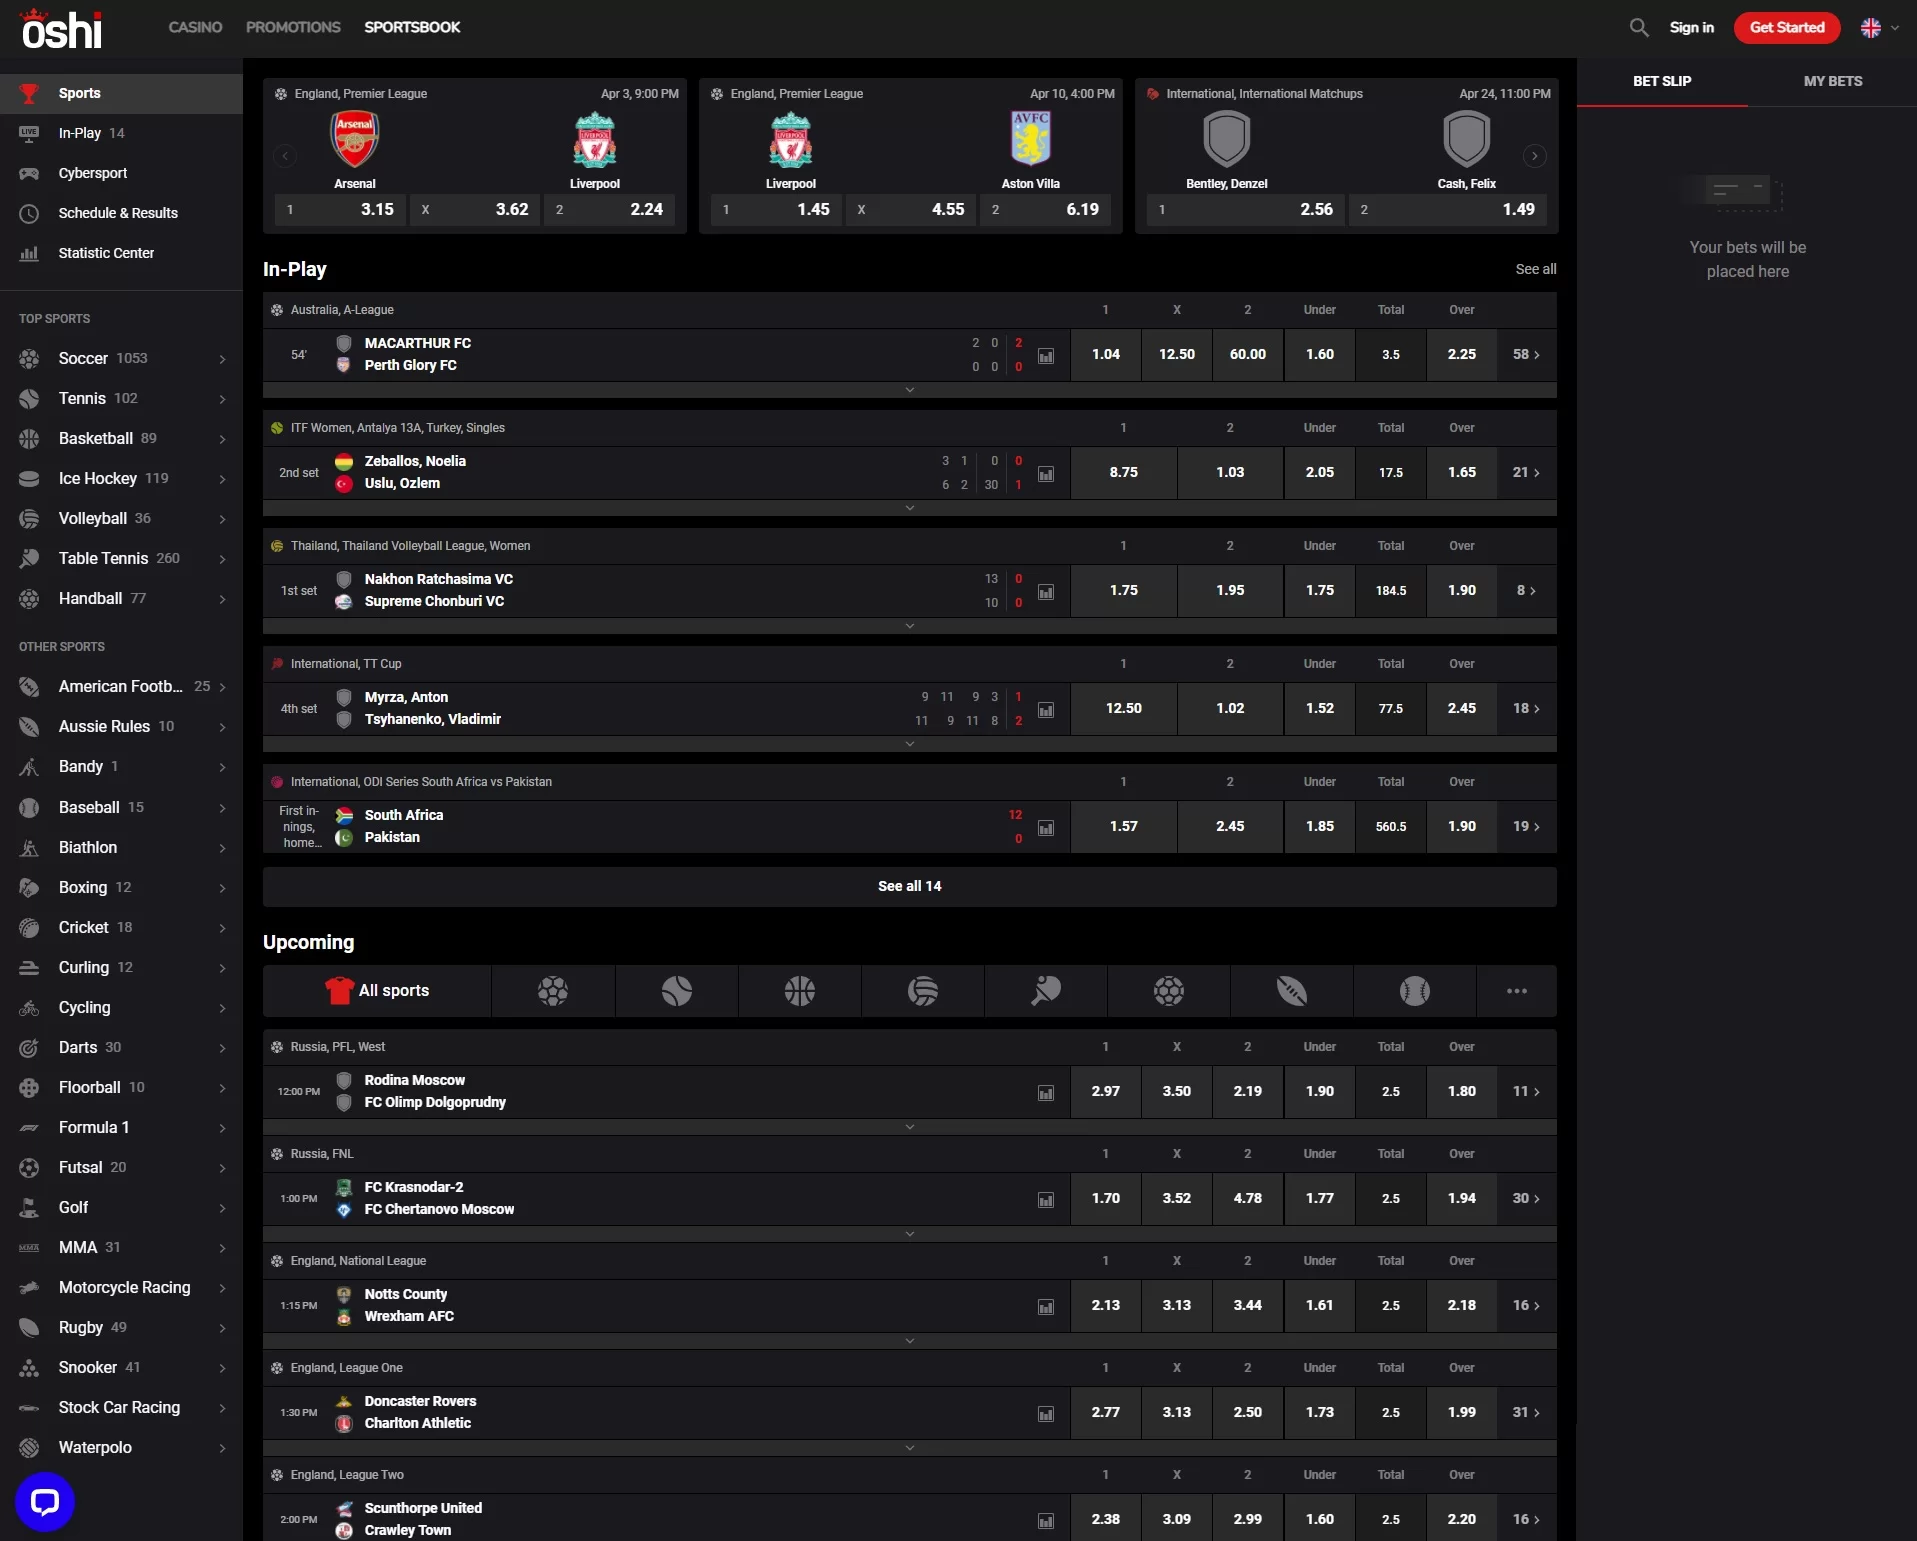 oshi
CASINO PROMOTIONS SPORTSBOOK
Sign in Get Started
Sports
In-Play 14
Cybersport
Schedule & Results
Statistic Center
TOP SPORTS
Soccer 1053
Tennis 102
Basketball 89
Ice Hockey 119
Volleyball 36
Table Tennis 260
Handball 77
OTHER SPORTS
American Footb... 25
Aussie Rules 10
Bandy 1
Baseball 15
Biathlon
Boxing 12
Cricket 18
Curling 12
Cycling
Darts 30
Floorball 10
Formula 1
Futsal 20
Golf
MMA 31
Motorcycle Racing
Rugby 49
Snooker 41
Stock Car Racing
Waterpolo
England, Premier League Apr 3, 9:00 PM
Arsenal Liverpool
1 3.15 X 3.62 2 2.24
England, Premier League Apr 10, 4:00 PM
AVFC
Liverpool Aston Villa
1 1.45 X 4.55 2 6.19
International, International Matchups Apr 24, 11:00 PM
Bentley, Denzel Cash, Felix
1 2.56 2 1.49
In-Play See all
Australia, A-League 1 X 2 Under Total Over
MACARTHUR FC 2 0 2
54' 1.04 12.50 60.00 1.60 3.5 2.25 58
Perth Glory FC 0 0 0
ITF Women, Antalya 13A, Turkey, Singles 1 2 Under Total Over
Zeballos, Noelia 3 1 0 0
2nd set 8.75 1.03 2.05 17.5 1.65 21
Uslu, Ozlem 6 2 30 1
Thailand, Thailand Volleyball League, Women 1 2 Under Total Over
Nakhon Ratchasima VC 13 0
1st set 1.75 1.95 1.75 184.5 1.90 8
Supreme Chonburi VC 10 0
International, TT Cup 1 2 Under Total Over
Myrza, Anton 9 11 9 3 1
4th set 12.50 1.02 1.52 77.5 2.45 18
Tsyhanenko, Vladimir 11 9 11 8 2
International, ODI Series South Africa vs Pakistan 1 2 Under Total Over
First in- South Africa 12
nings, 1.57 2.45 1.85 560.5 1.90 19
home... Pakistan 0
See all 14
Upcoming
All sports
Russia, PFL, West 1 X 2 Under Total Over
Rodina Moscow
12:00 PM 2.97 3.50 2.19 1.90 2.5 1.80 11
FC Olimp Dolgoprudny
Russia, FNL 1 X 2 Under Total Over
FC Krasnodar-2
1:00 PM 1.70 3.52 4.78 1.77 2.5 1.94 30
FC Chertanovo Moscow
England, National League 1 X 2 Under Total Over
Notts County
1:15 PM 2.13 3.13 3.44 1.61 2.5 2.18 16
Wrexham AFC
England, League One 1 X 2 Under Total Over
Doncaster Rovers
1:30 PM 2.77 3.13 2.50 1.73 2.5 1.99 31
Charlton Athletic
England, League Two 1 X 2 Under Total Over
Scunthorpe United
2:00 PM 2.38 3.09 2.99 1.60 2.5 2.20 16
Crawley Town
BET SLIP MY BETS
Your bets will be
placed here